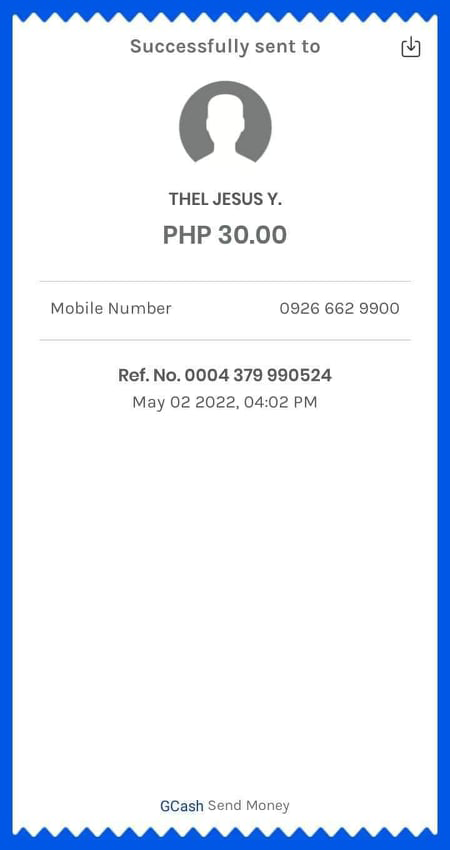 Successfully sent to
THEL JESUS Y.
PHP 30.00
Mobile Number 0926 662 9900
Ref. No. 0004 379 990524
May 02 2022, 04:02 PM
GCash Send Money